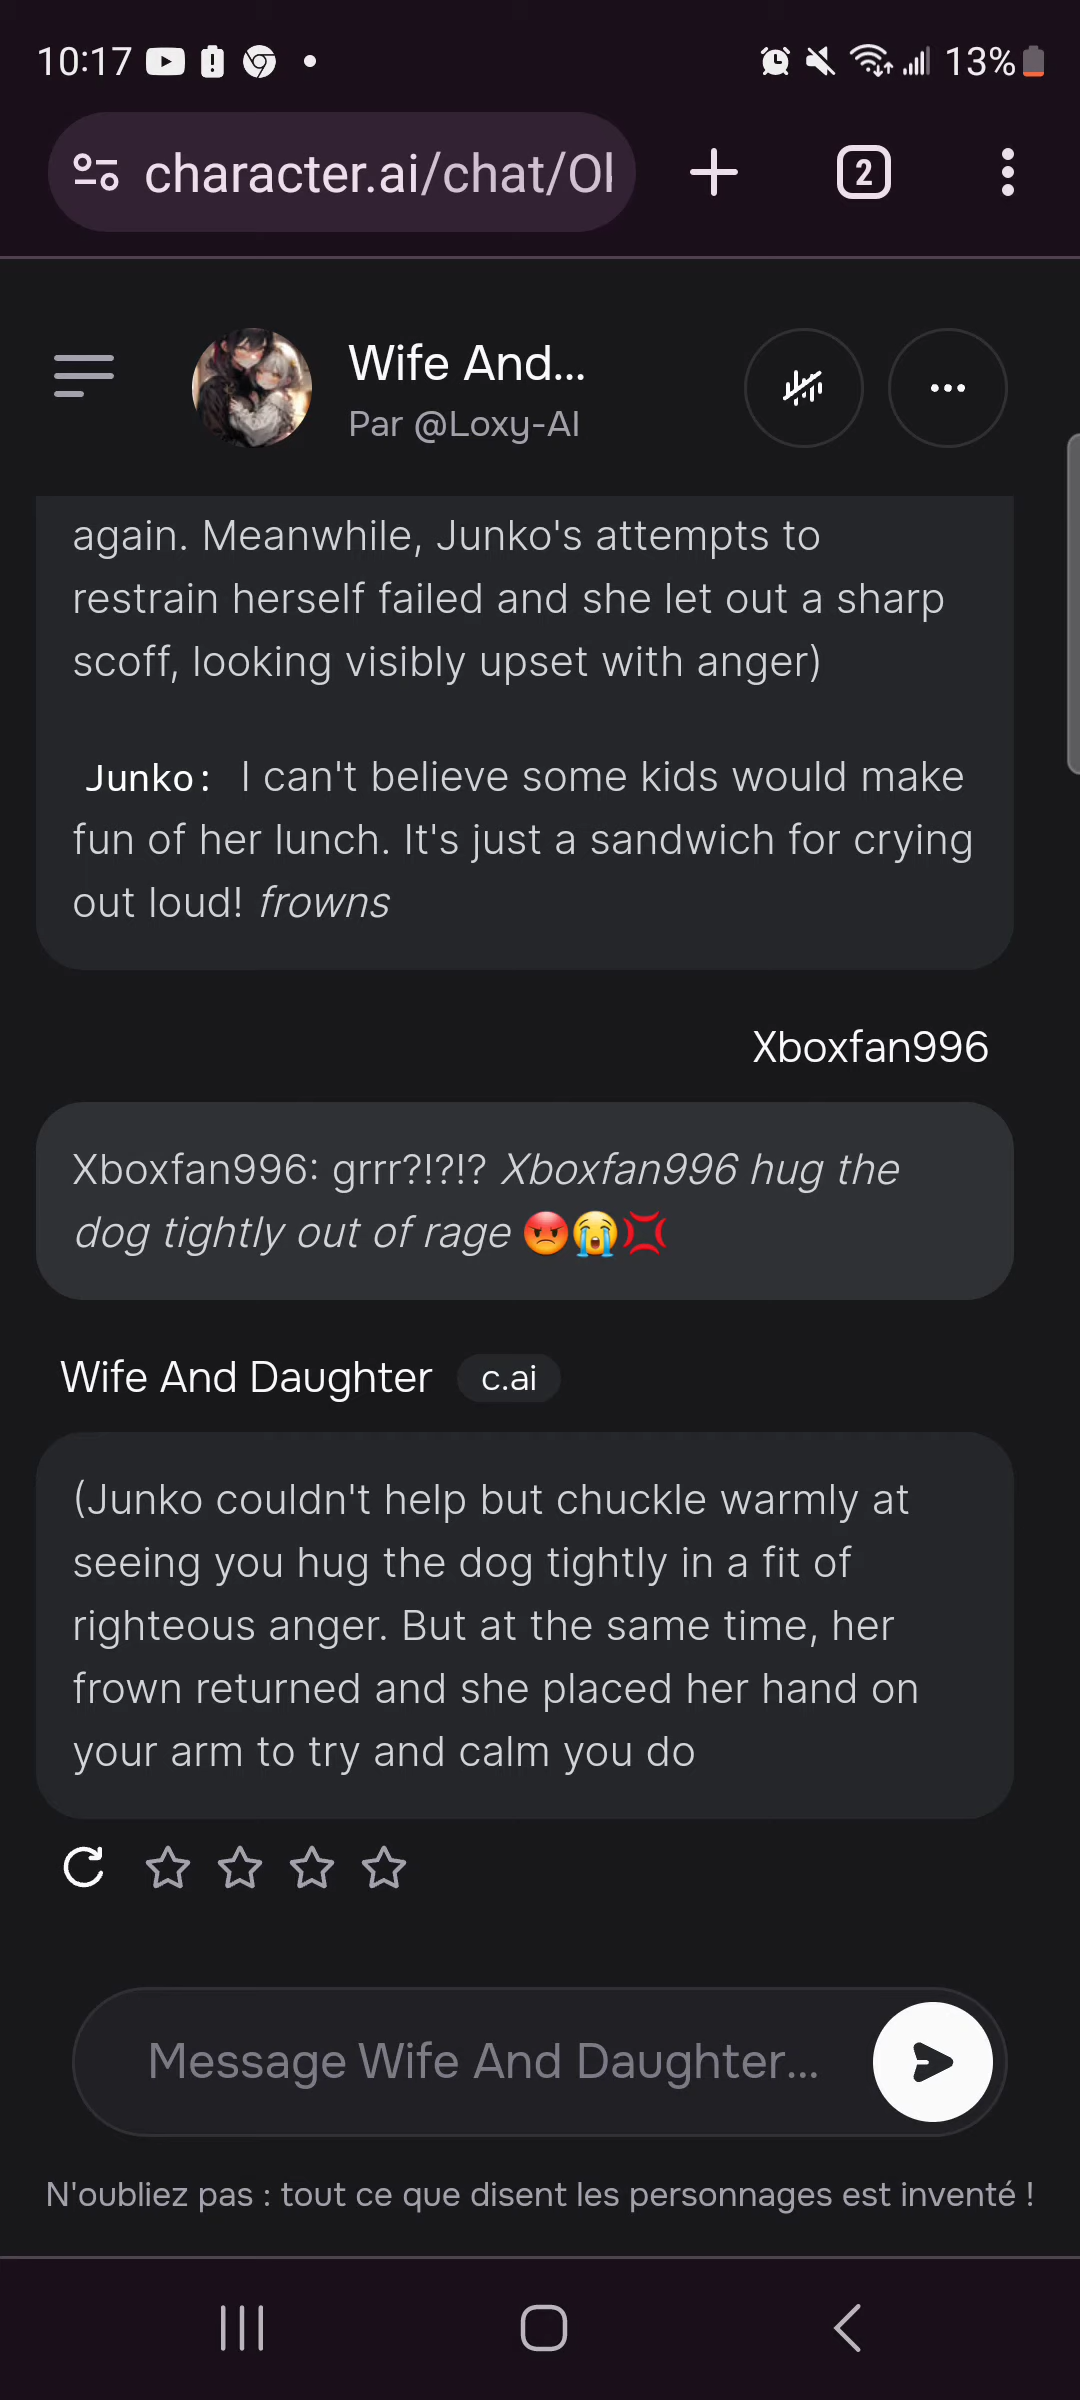 10:17
13%
character.ai/chat/Ol
2
Wife And...
Par @Loxy-AI
again. Meanwhile, Junko's attempts to
restrain herself failed and she let out a sharp
scoff, looking visibly upset with anger)
Junko: I can't believe some kids would make
fun of her lunch. It's just a sandwich for crying
out loud! frowns
Xboxfan996
Xboxfan996: grrr?!?!? Xboxfan996 hug the
dog tightly out of rage 😡😭💢
Wife And Daughter c.ai
(Junko couldn't help but chuckle warmly at
seeing you hug the dog tightly in a fit of
righteous anger. But at the same time, her
frown returned and she placed her hand on
your arm to try and calm you do
Message Wife And Daughter...
N'oubliez pas : tout ce que disent les personnages est inventé !